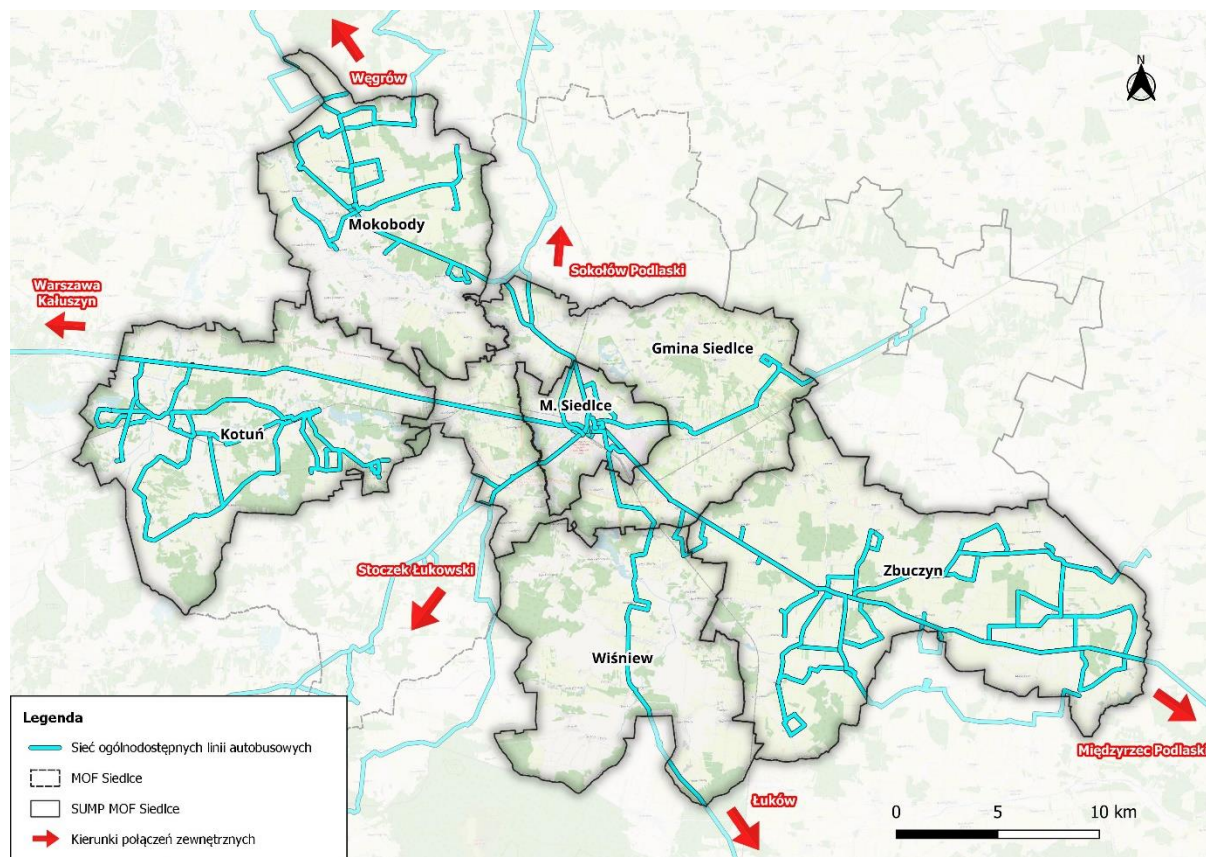 N
Węgrów
Mokobody
Sokołów Podlaski
Warszawa
Kałuszyn
Gmina Siedlce
M. Siedlce
Kotuń
Stoczek Łukowski
Zbuczyn
Wiśniew
Międzyrzec Podlaski
Łuków
Legenda
Sieć ogólnodostępnych linii autobusowych
MOF Siedlce
SUMP MOF Siedlce
Kierunki połączeń zewnętrznych
0 5 10 km